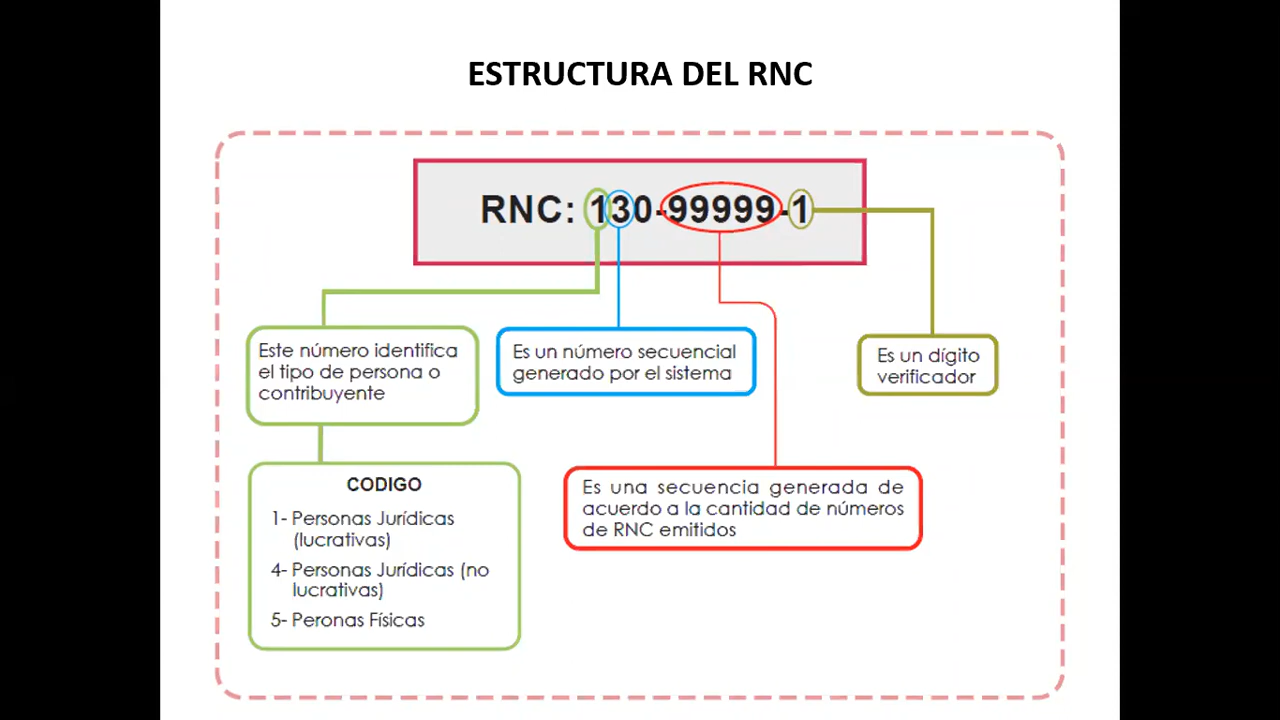 ESTRUCTURA DEL RNC
RNC: 130-99999-1
Este número identifica
el tipo de persona o
contribuyente
Es un número secuencial
generado por el sistema
Es un dígito
verificador
CODIGO
1- Personas Jurídicas
(lucrativas)
4- Personas Jurídicas (no
lucrativas)
5- Peronas Físicas
Es una secuencia generada de
acuerdo a la cantidad de números
de RNC emitidos